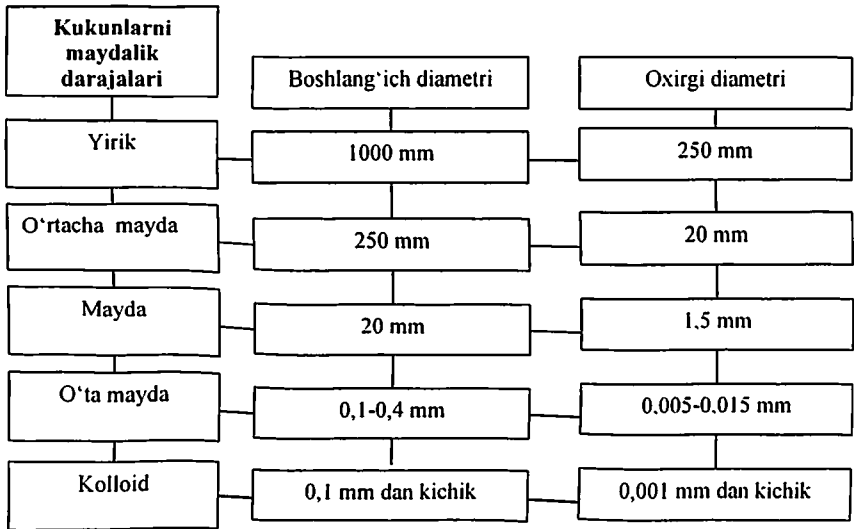 Kukunlarni
maydalik
darajalari
Boshlang‘ich diametri
Oxirgi diametri
Yirik
1000 mm
250 mm
O‘rtacha mayda
250 mm
20 mm
Mayda
20 mm
1,5 mm
O‘ta mayda
0,1-0,4 mm
0,005-0,015 mm
Kolloid
0,1 mm dan kichik
0,001 mm dan kichik